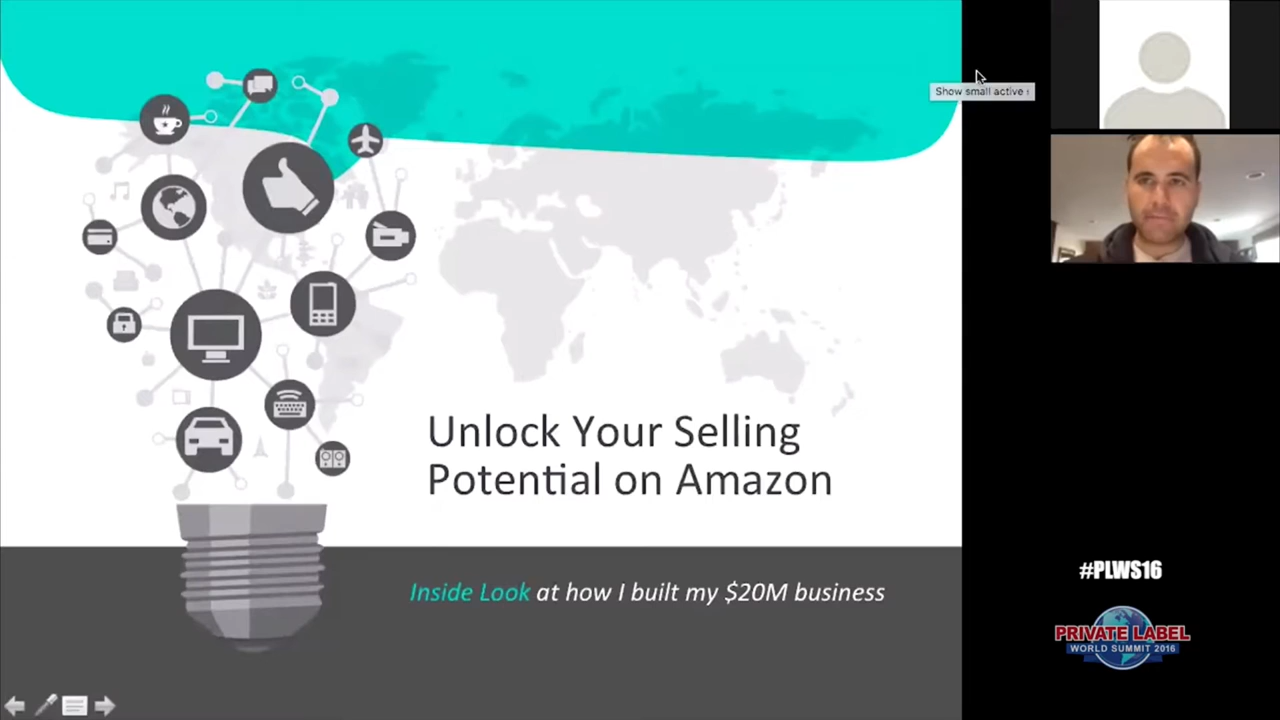 Show small active
Unlock Your Selling
Potential on Amazon
Inside Look at how I built my $20M business
#PLWS16
PRIVATE LABEL
WORLD SUMMIT 2016